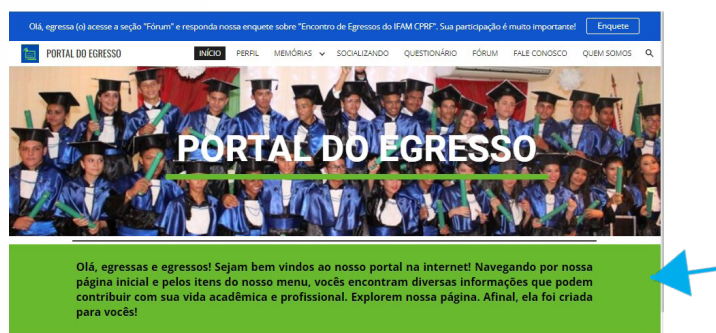 Olá, egressa (o) acesse a seção "Fórum" e responda nossa enquete sobre "Encontro de Egressos do IFAM CPRF". Sua participação é muito importante! Enquete
PORTAL DO EGRESSO INÍCIO PERFIL MEMÓRIAS SOCIALIZANDO QUESTIONÁRIO FÓRUM FALE CONOSCO QUEM SOMOS
PORTAL DO EGRESSO
Olá, egressas e egressos! Sejam bem vindos ao nosso portal na internet! Navegando por nossa
página inicial e pelos itens do nosso menu, vocês encontram diversas informações que podem
contribuir com sua vida acadêmica e profissional. Explorem nossa página. Afinal, ela foi criada
para vocês!